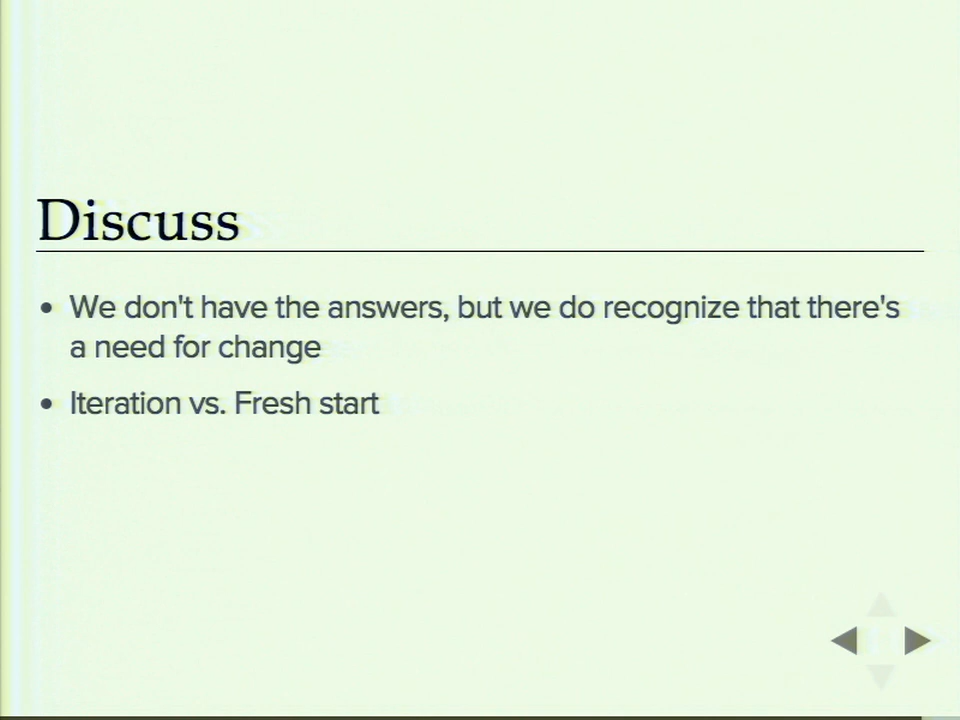 Discuss
• We don't have the answers, but we do recognize that there's
a need for change
• Iteration vs. Fresh start